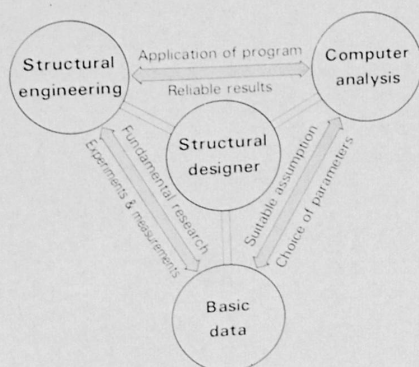 Structural
engineering
Application of program
Reliable results
Computer
analysis
Structural
designer
Fundamental research
Experiments & measurements
Suitable assumption
Choice of parameters
Basic
data